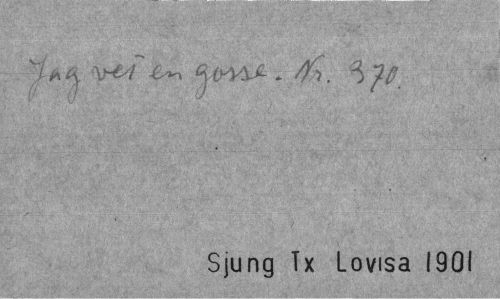 Jag vet en gosse. Nr. 370.
Sjung Tx Lovisa 1901